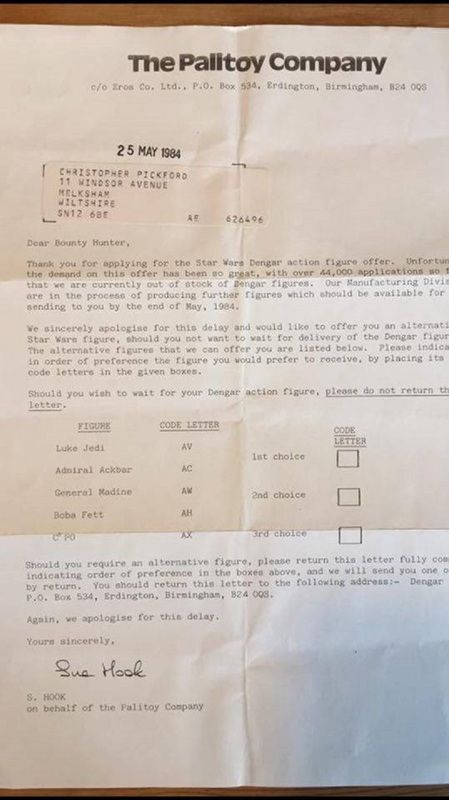 The Palitoy Company
c/o Eros Co. Ltd., P.O. Box 534, Erdington, Birmingham, B24 0QS
25 MAY 1984
CHRISTOPHER PICKFORD
11 WINDSOR AVENUE
MELKSHAM
WILTSHIRE
SN12 6BE
AE 626496
Dear Bounty Hunter,
Thank you for applying for the Star Wars Dengar action figure offer. Unfortun
the demand on this offer has been so great, with over 44,000 applications so f
that we are currently out of stock of Dengar figures. Our Manufacturing Divis
are in the process of producing further figures which should be available for
sending to you by the end of May, 1984.
We sincerely apologise for this delay and would like to offer you an alternati
Star Wars figure, should you not want to wait for delivery of the Dengar figur
The alternative figures that we can offer you are listed below. Please indica
in order of preference the figure you would prefer to receive, by placing its
code letters in the given boxes.
Should you wish to wait for your Dengar action figure, please do not return th
letter.
FIGURE CODE LETTER CODE LETTER
Luke Jedi AV 1st choice
Admiral Ackbar AC
General Madine AW 2nd choice
Boba Fett AH
C³PO AX 3rd choice
Should you require an alternative figure, please return this letter fully com
indicating order of preference in the boxes above, and we will send you one o
by return. You should return this letter to the following address:- Dengar
P.O. Box 534, Erdington, Birmingham, B24 0QS.
Again, we apologise for this delay.
Yours sincerely,
Sue Hook
S. HOOK
on behalf of the Palitoy Company